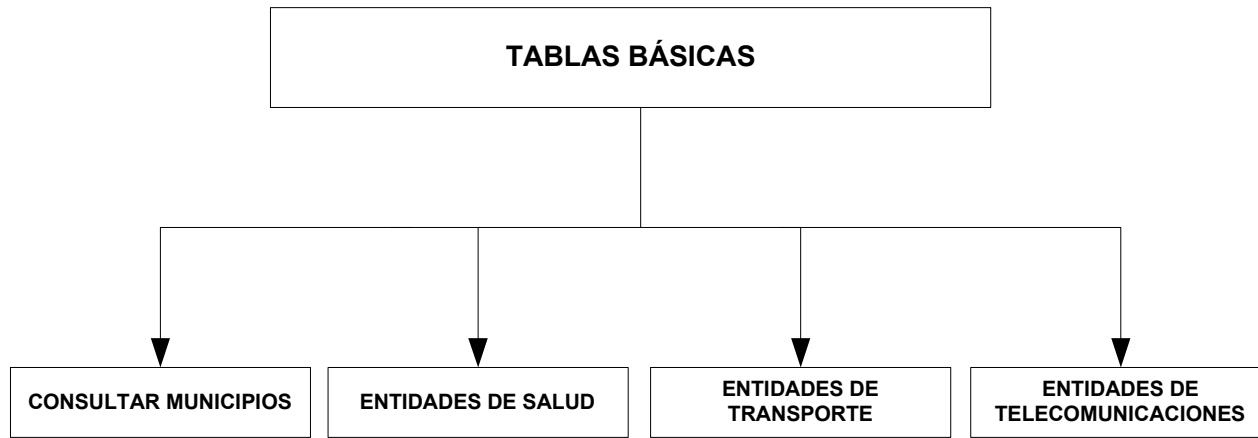 TABLAS BÁSICAS
CONSULTAR MUNICIPIOS
ENTIDADES DE SALUD
ENTIDADES DE
TRANSPORTE
ENTIDADES DE
TELECOMUNICACIONES